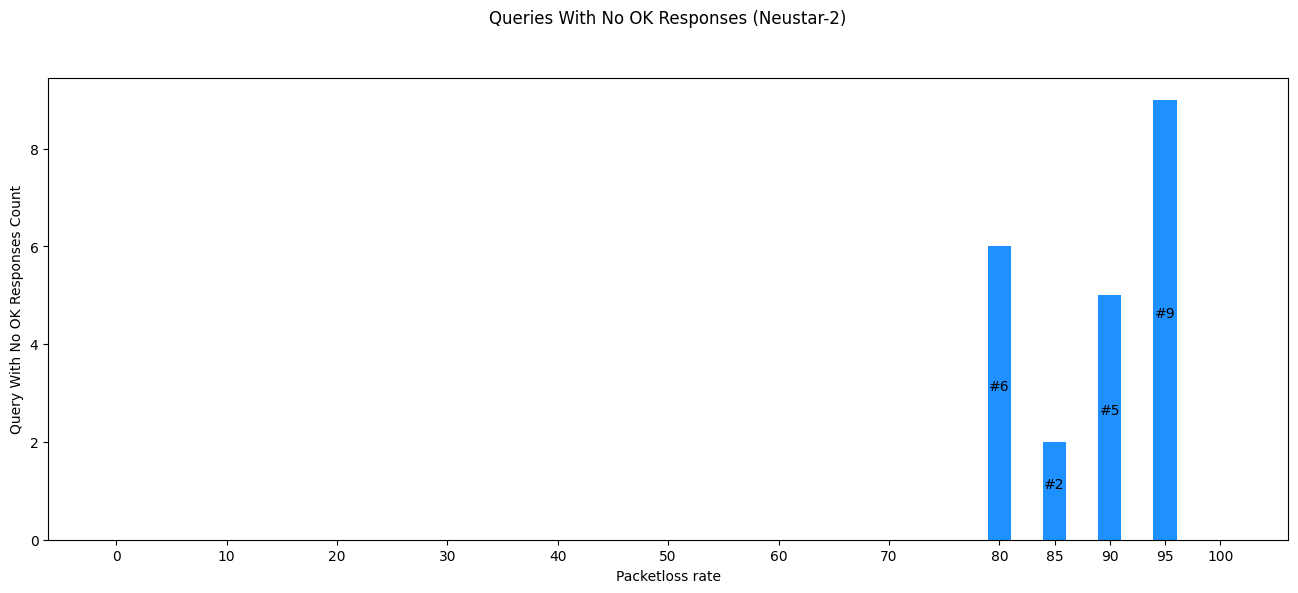 Queries With No OK Responses (Neustar-2)
Query With No OK Responses Count
8
6
4
2
0
#6
#2
#5
#9
0 10 20 30 40 50 60 70 80 85 90 95 100
Packetloss rate